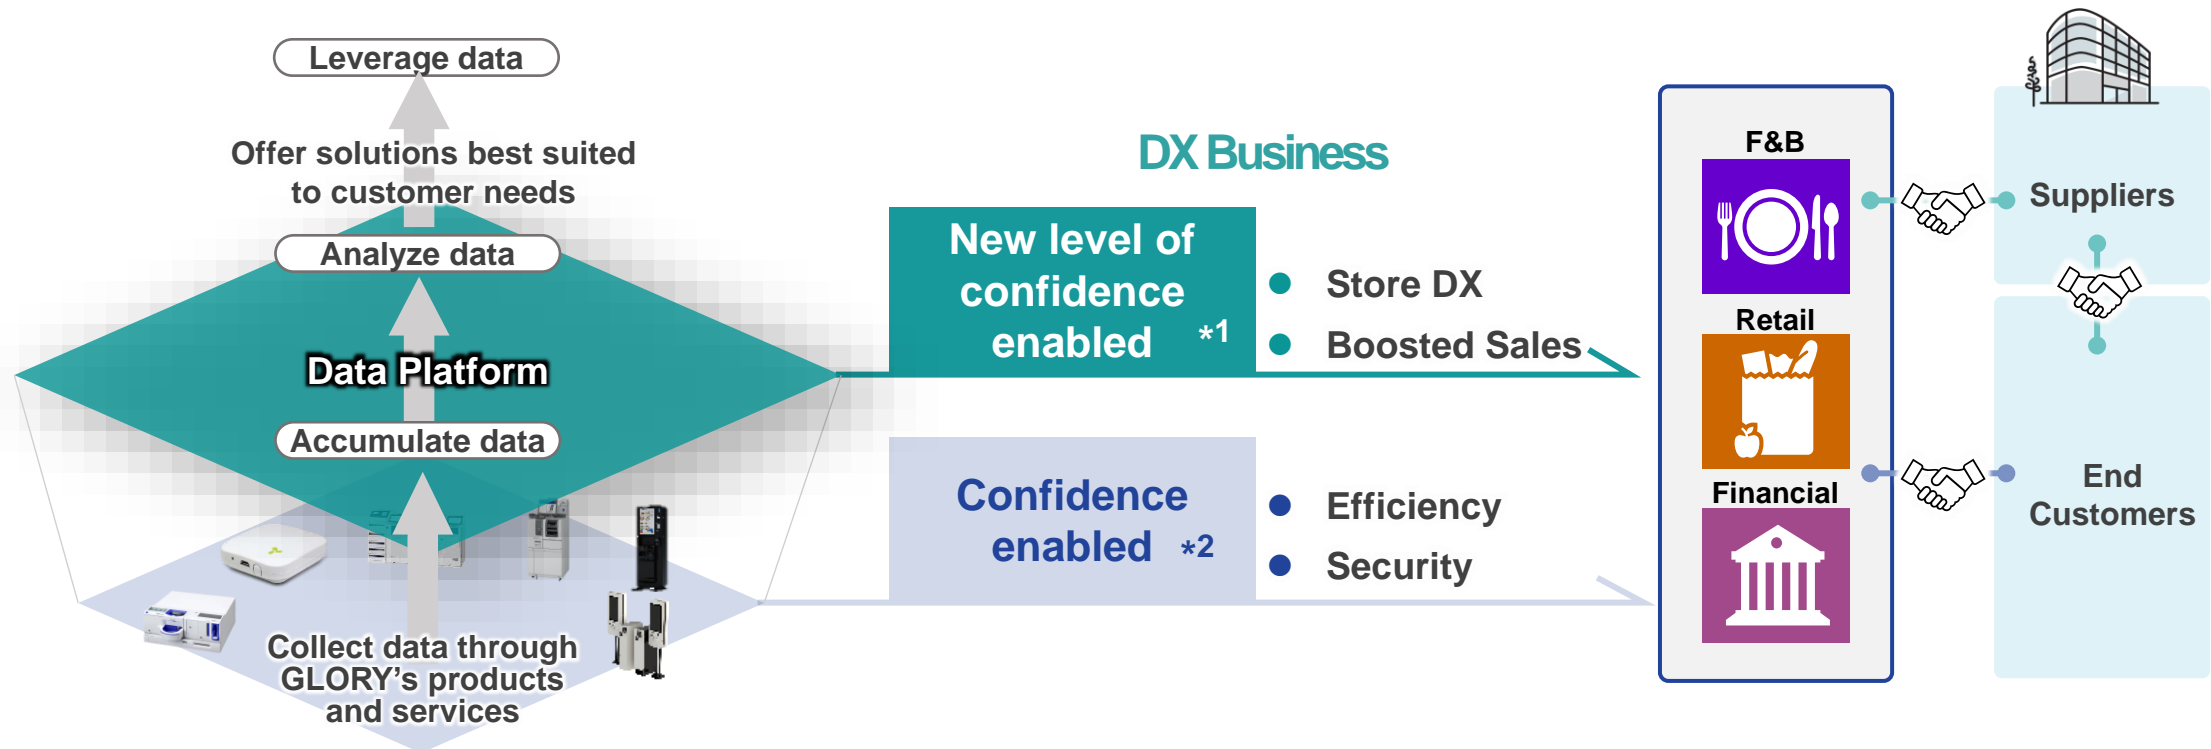 Leverage data
Offer solutions best suited
to customer needs
Analyze data
Data Platform
Accumulate data
Collect data through
GLORY’s products
and services
DX Business
New level of
confidence
enabled *1
Store DX
Boosted Sales
Confidence
enabled *2
Efficiency
Security
F&B
Retail
Financial
Suppliers
End
Customers